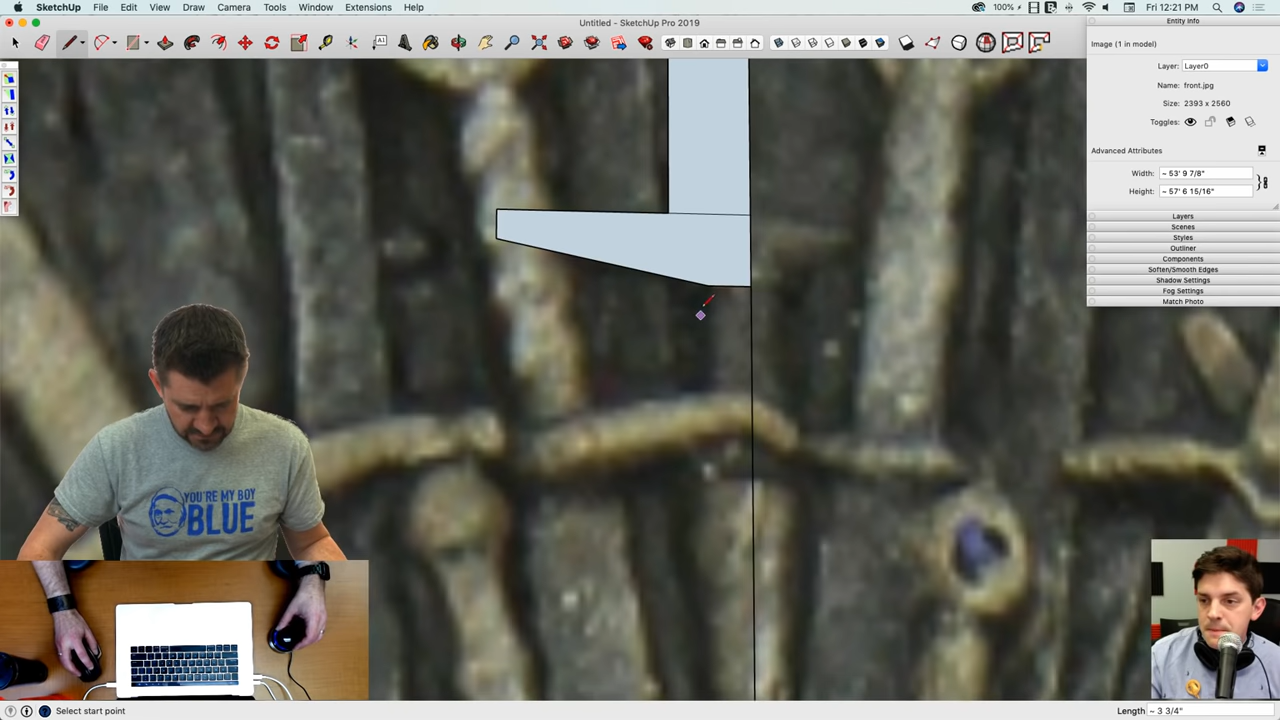 SketchUp File Edit View Draw Camera Tools Window Extensions Help
100% Fri 12:21 PM
Untitled - SketchUp Pro 2019
Entity Info
Image (1 in model)
Layer: Layer0
Name: front.jpg
Size: 2393 x 2560
Toggles:
Advanced Attributes
Width: ~ 53' 9 7/8"
Height: ~ 57' 6 15/16"
Layers
Scenes
Styles
Outliner
Components
Soften/Smooth Edges
Shadow Settings
Fog Settings
Match Photo
YOU'RE MY BOY
BLUE
Select start point
Length ~ 3 3/4"